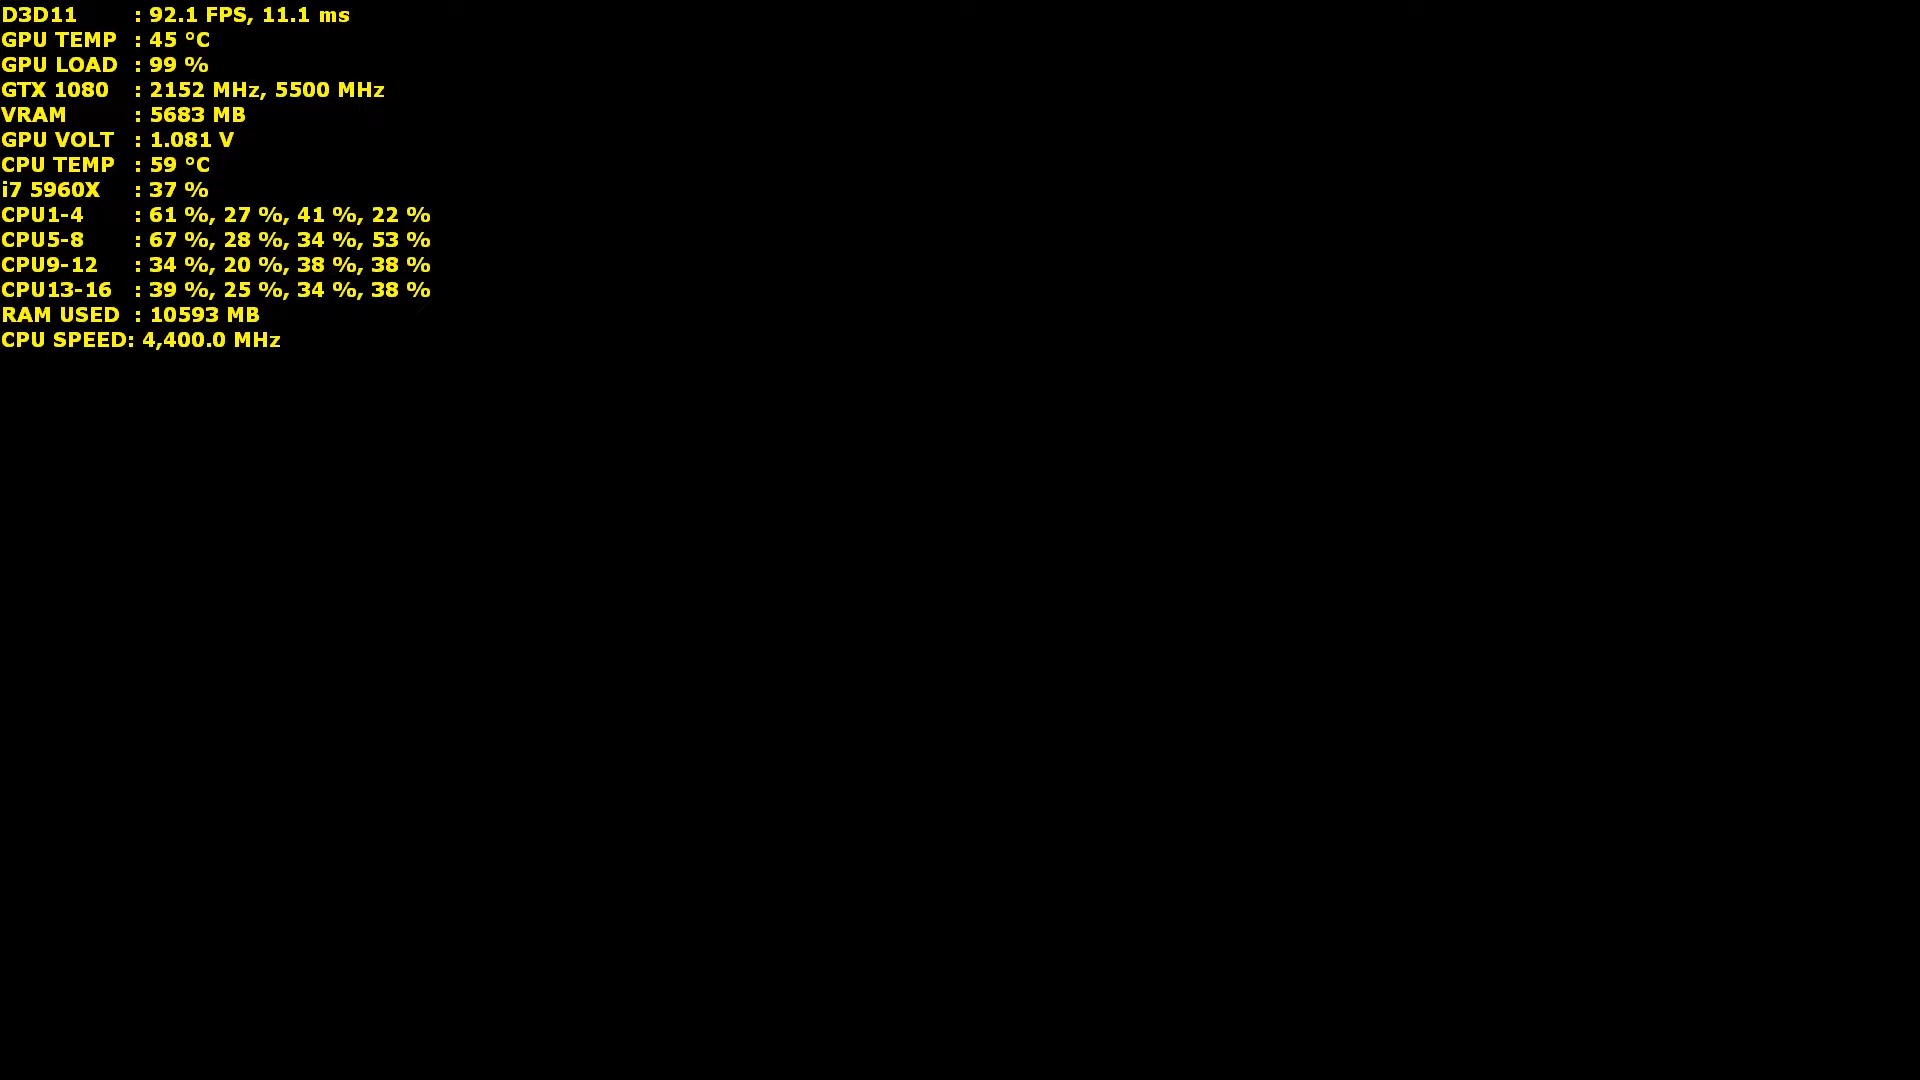 D3D11 : 92.1 FPS, 11.1 ms
GPU TEMP : 45 °C
GPU LOAD : 99 %
GTX 1080 : 2152 MHz, 5500 MHz
VRAM : 5683 MB
GPU VOLT : 1.081 V
CPU TEMP : 59 °C
i7 5960X : 37 %
CPU1-4 : 61 %, 27 %, 41 %, 22 %
CPU5-8 : 67 %, 28 %, 34 %, 53 %
CPU9-12 : 34 %, 20 %, 38 %, 38 %
CPU13-16 : 39 %, 25 %, 34 %, 38 %
RAM USED : 10593 MB
CPU SPEED: 4,400.0 MHz